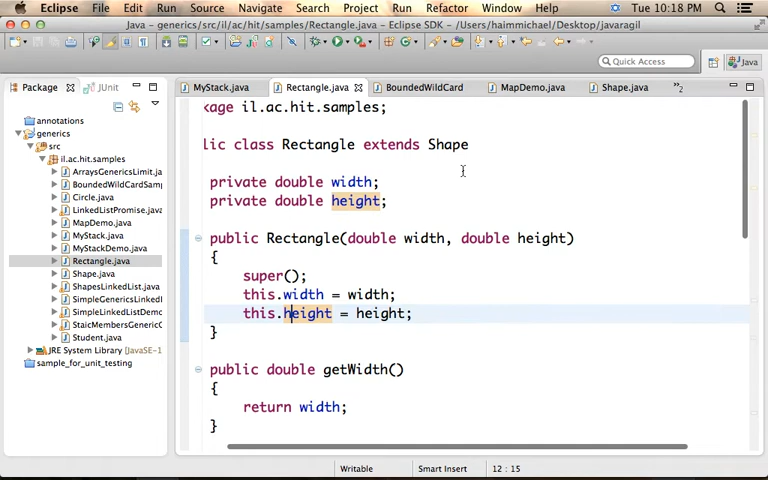 Eclipse File Edit View Navigate Search Project Run Refactor Window Help Tue 10:18 PM
Java - generics/src/il/ac/hit/samples/Rectangle.java - Eclipse SDK - /Users/haimmichael/Desktop/javaragil
Quick Access Java
Package JUnit
MyStack.java Rectangle.java BoundedWildCard MapDemo.java Shape.java »2
annotations
generics
src
il.ac.hit.samples
ArraysGenericsLimit.ja
BoundedWildCardSam
Circle.java
LinkedListPromise.java
MapDemo.java
MyStack.java
MyStackDemo.java
Rectangle.java
Shape.java
ShapesLinkedList.java
SimpleGenericsLinked
SimpleLinkedListDemo
StaicMembersGeneric
Student.java
JRE System Library [JavaSE-1
sample_for_unit_testing
kage il.ac.hit.samples;
lic class Rectangle extends Shape
private double width;
private double height;
public Rectangle(double width, double height)
{
super();
this.width = width;
this.height = height;
}
public double getWidth()
{
return width;
}
Writable Smart Insert 12 : 15